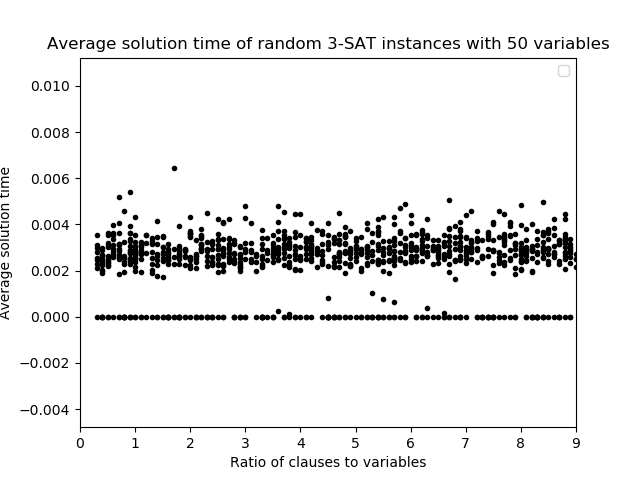 Average solution time of random 3-SAT instances with 50 variables
0.010
0.008
0.006
0.004
0.002
0.000
−0.002
−0.004
Average solution time
0 1 2 3 4 5 6 7 8 9
Ratio of clauses to variables